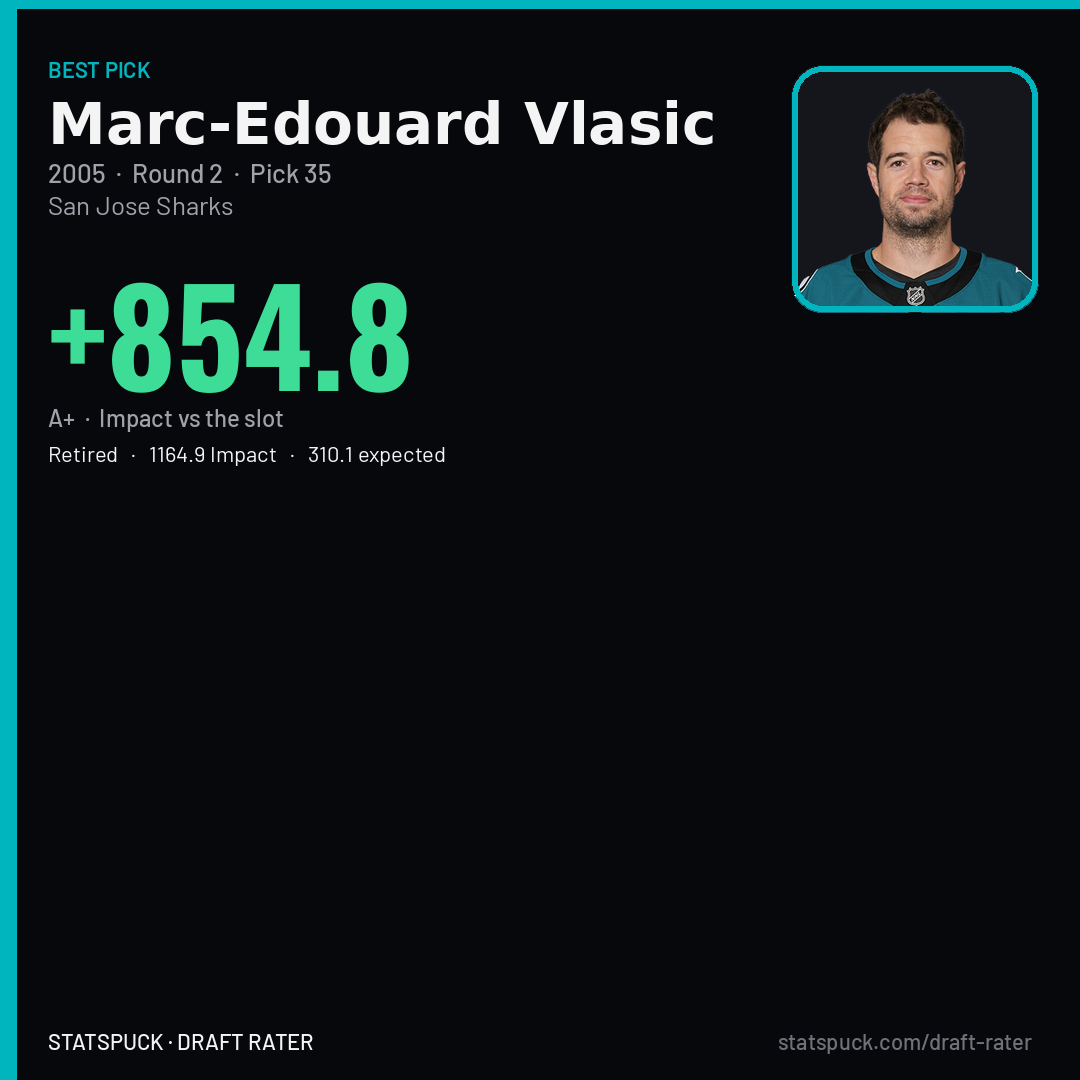 BEST PICK
Marc-Edouard Vlasic
2005 · Round 2 · Pick 35
San Jose Sharks
+854.8
A+ · Impact vs the slot
Retired · 1164.9 Impact · 310.1 expected
STATSPUCK · DRAFT RATER
statspuck.com/draft-rater